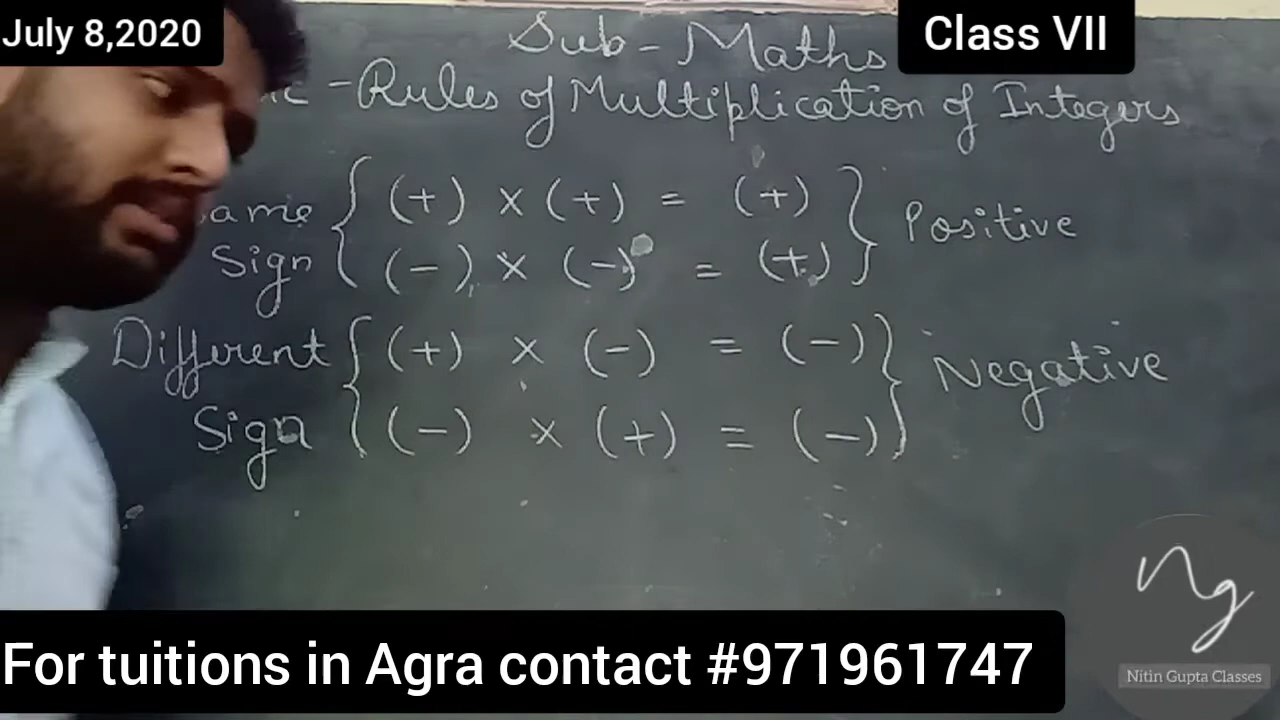 July 8,2020
Class VII
Sub- Maths
-Rules of Multiplication of Integers
(+) × (+) = (+)
Positive
Sign (-) × (-) = (+)
Different (+) × (-) = (-)
Negative
Sign (-) × (+) = (-)
For tuitions in Agra contact #971961747
Ng
Nitin Gupta Classes